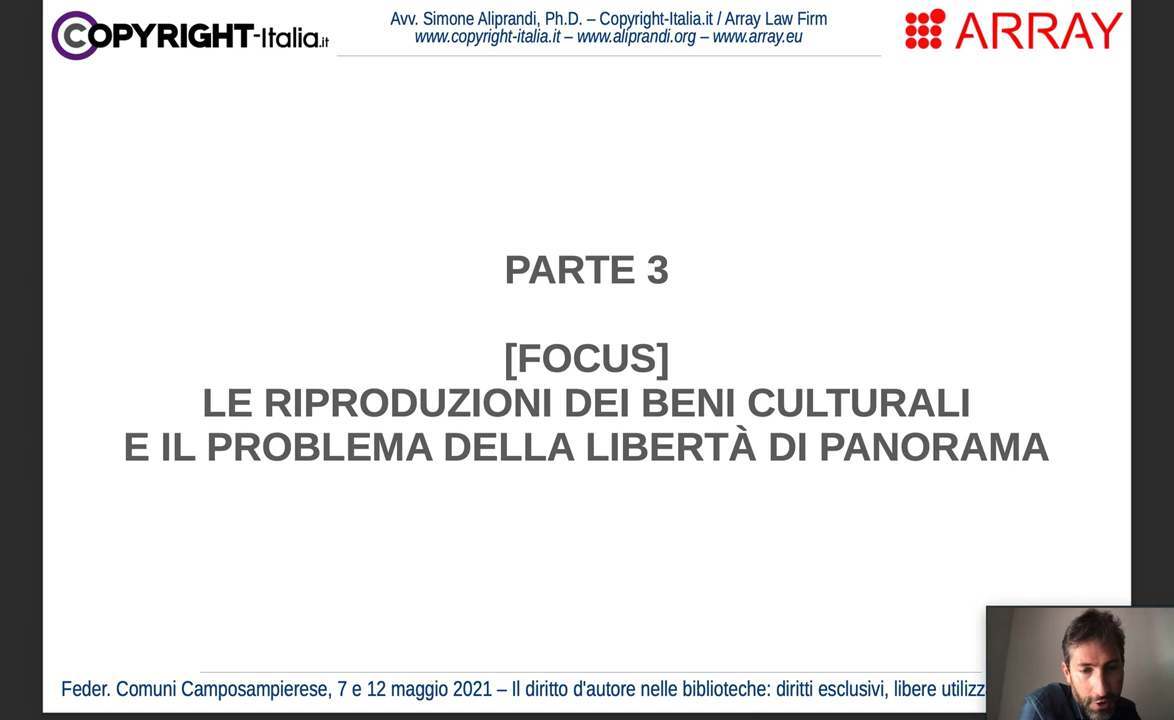 COPYRIGHT-Italia.it
Avv. Simone Aliprandi, Ph.D. – Copyright-Italia.it / Array Law Firm
www.copyright-italia.it – www.aliprandi.org – www.array.eu
ARRAY
PARTE 3
[FOCUS]
LE RIPRODUZIONI DEI BENI CULTURALI
E IL PROBLEMA DELLA LIBERTÀ DI PANORAMA
Feder. Comuni Camposampierese, 7 e 12 maggio 2021 – Il diritto d'autore nelle biblioteche: diritti esclusivi, libere utilizz